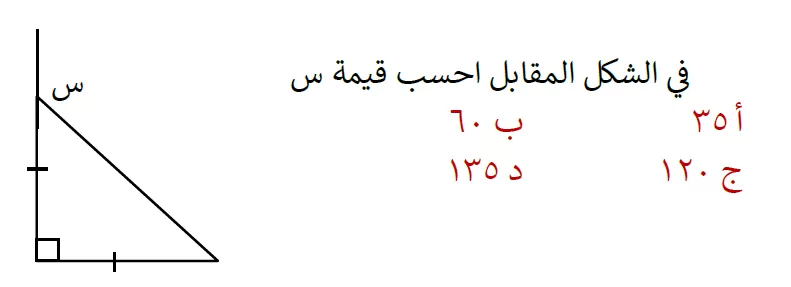 في الشكل المقابل احسب قيمة س
أ ٣٥ ب ٦٠
ج ١٢٠ د ١٣٥
س